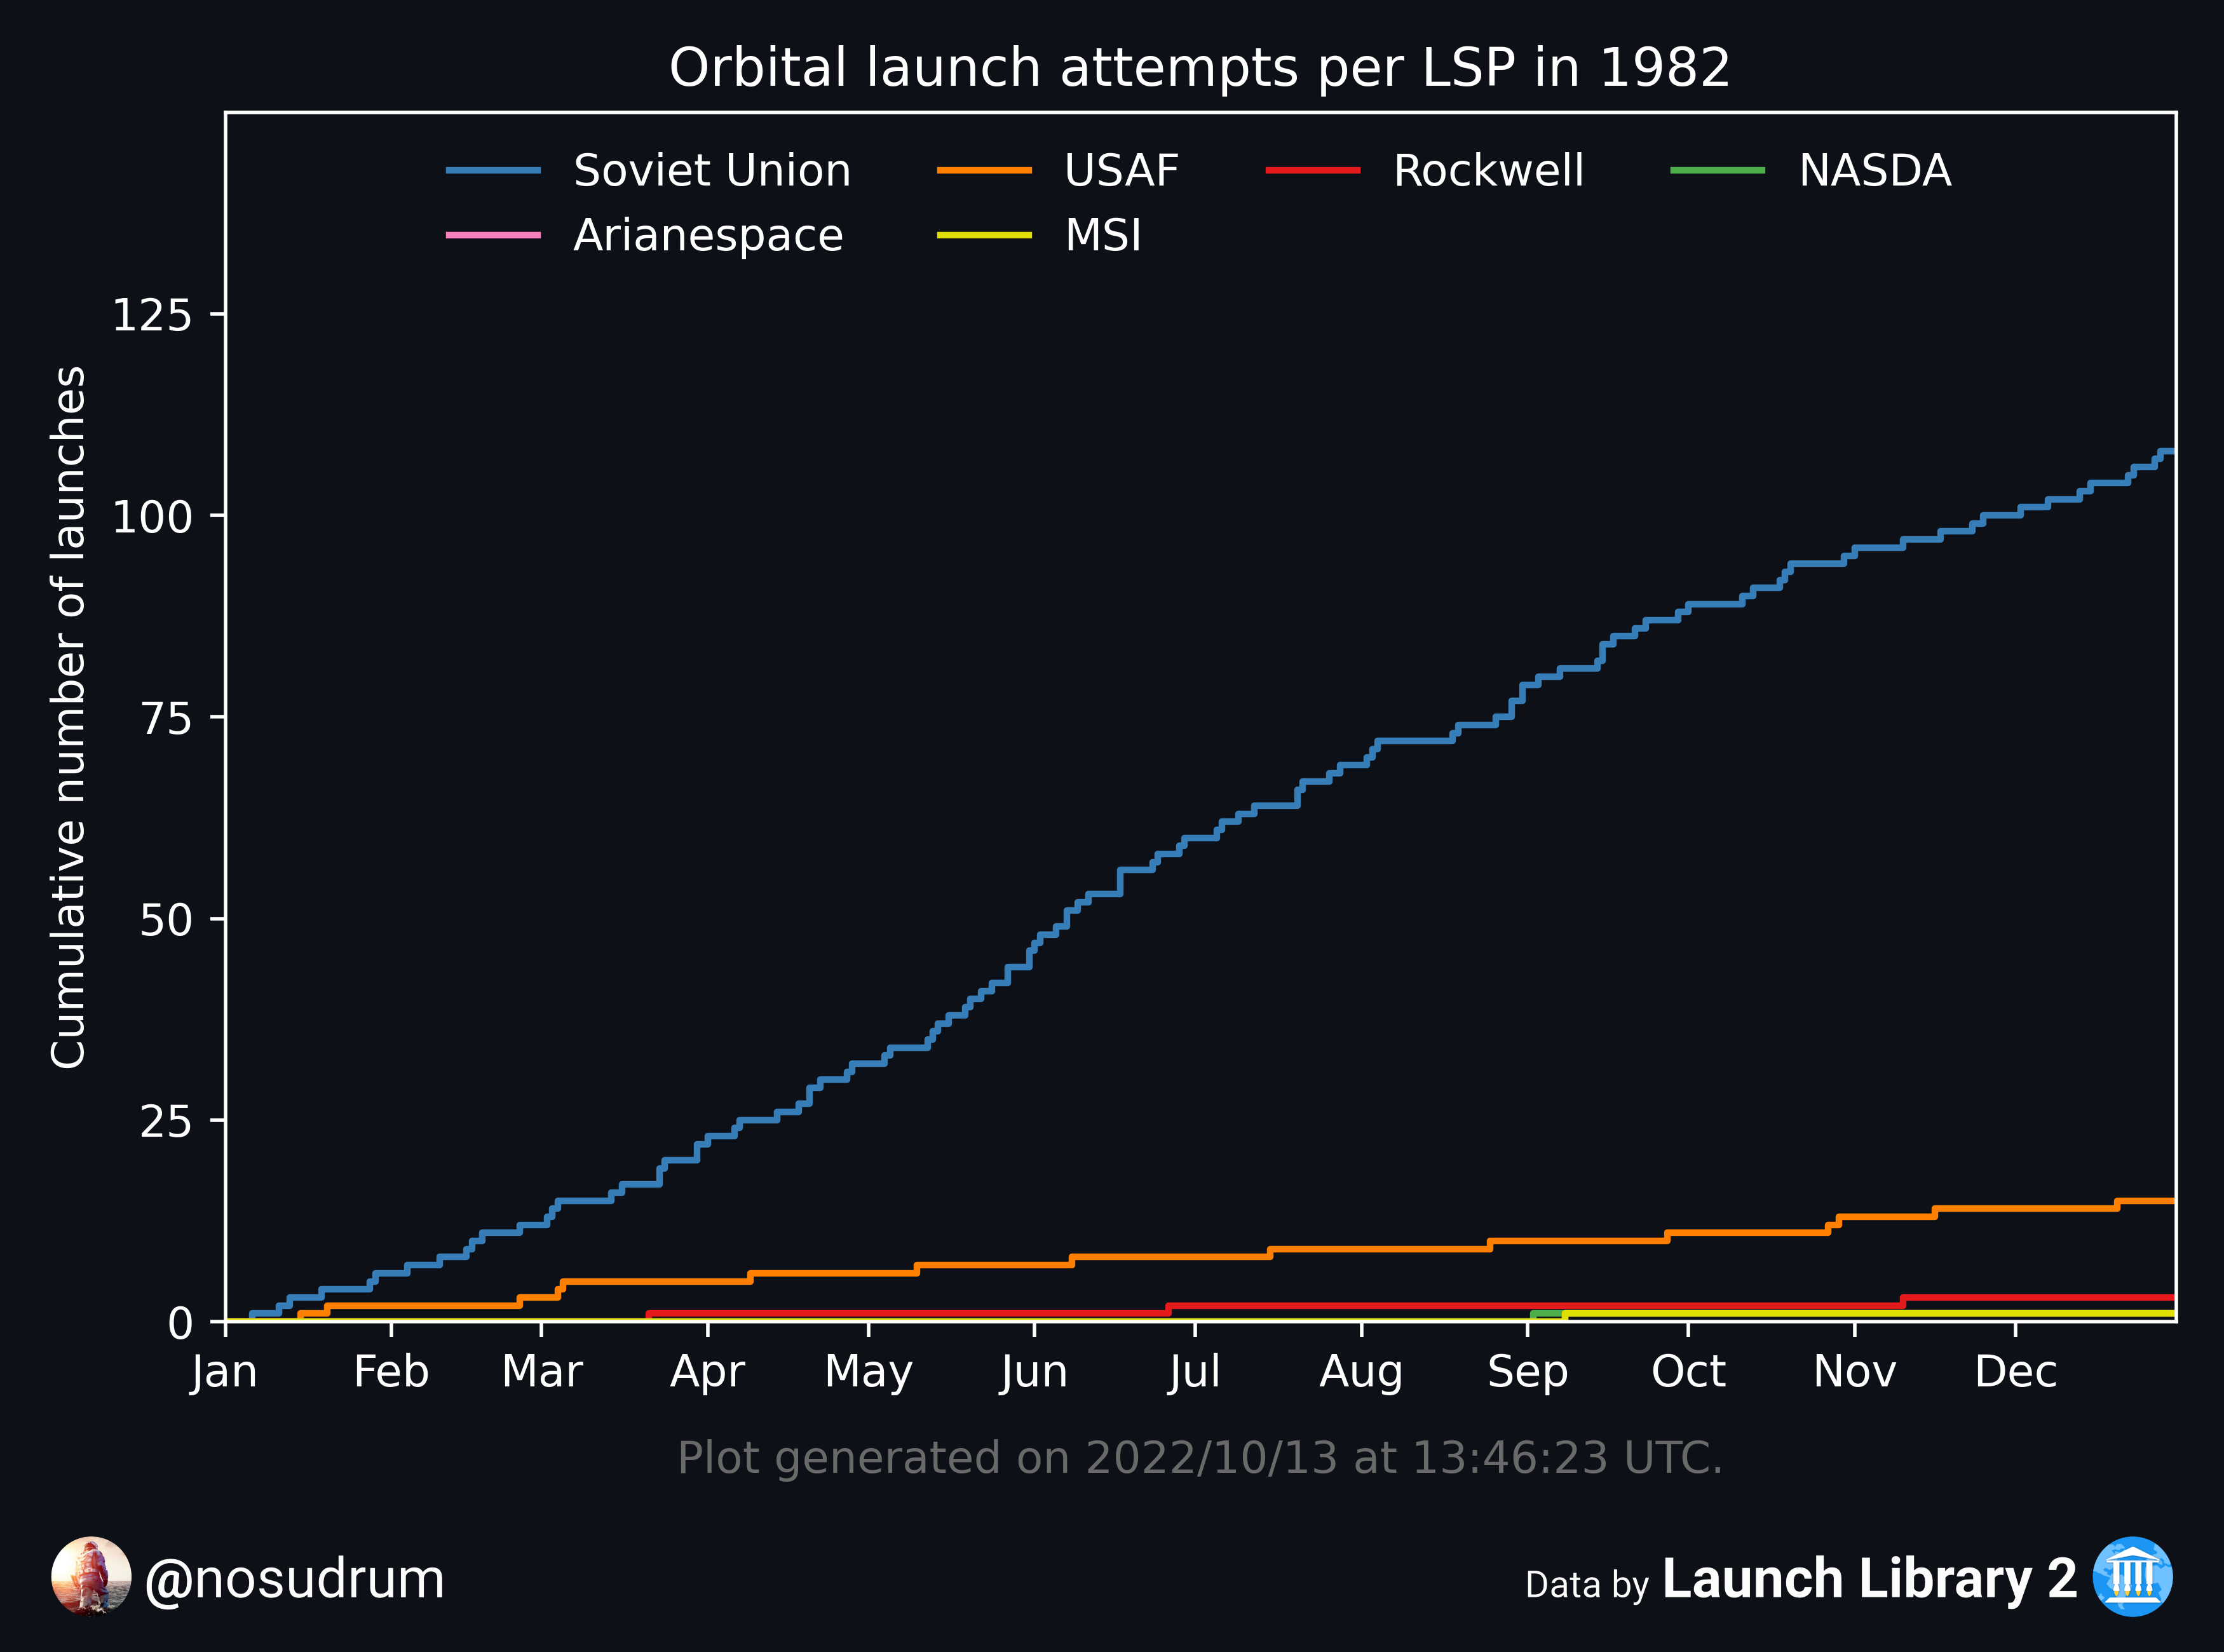 Orbital launch attempts per LSP in 1982
Soviet Union
USAF
Rockwell
NASDA
Arianespace
MSI
Cumulative number of launches
125
100
75
50
25
0
Jan Feb Mar Apr May Jun Jul Aug Sep Oct Nov Dec
Plot generated on 2022/10/13 at 13:46:23 UTC.
@nosudrum
Data by Launch Library 2